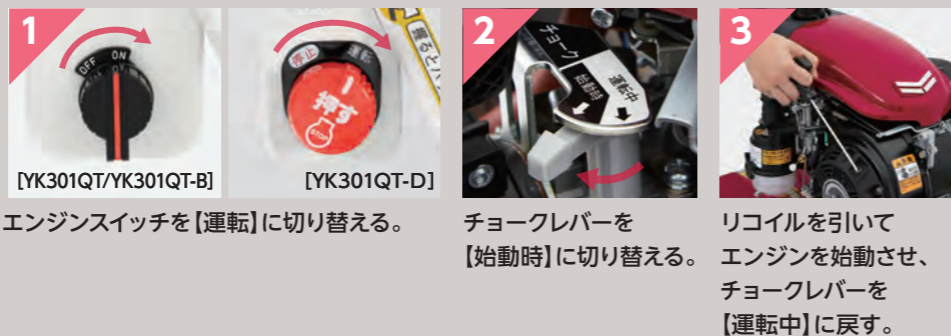 1
OFF ON
[YK301QT/YK301QT-B]
停止 運転
押す
STOP
[YK301QT-D]
エンジンスイッチを【運転】に切り替える。
2
チョーク
始動時
運転中
チョークレバーを
【始動時】に切り替える。
3
リコイルを引いて
エンジンを始動させ、
チョークレバーを
【運転中】に戻す。